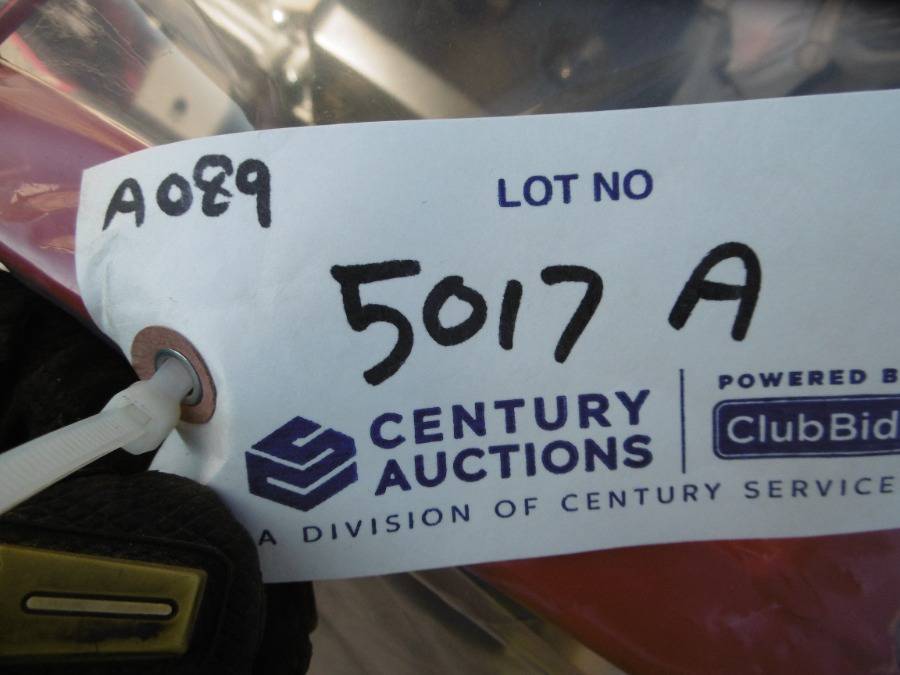 A089
LOT NO
5017 A
CENTURY
AUCTIONS
POWERED B
ClubBid
A DIVISION OF CENTURY SERVICE